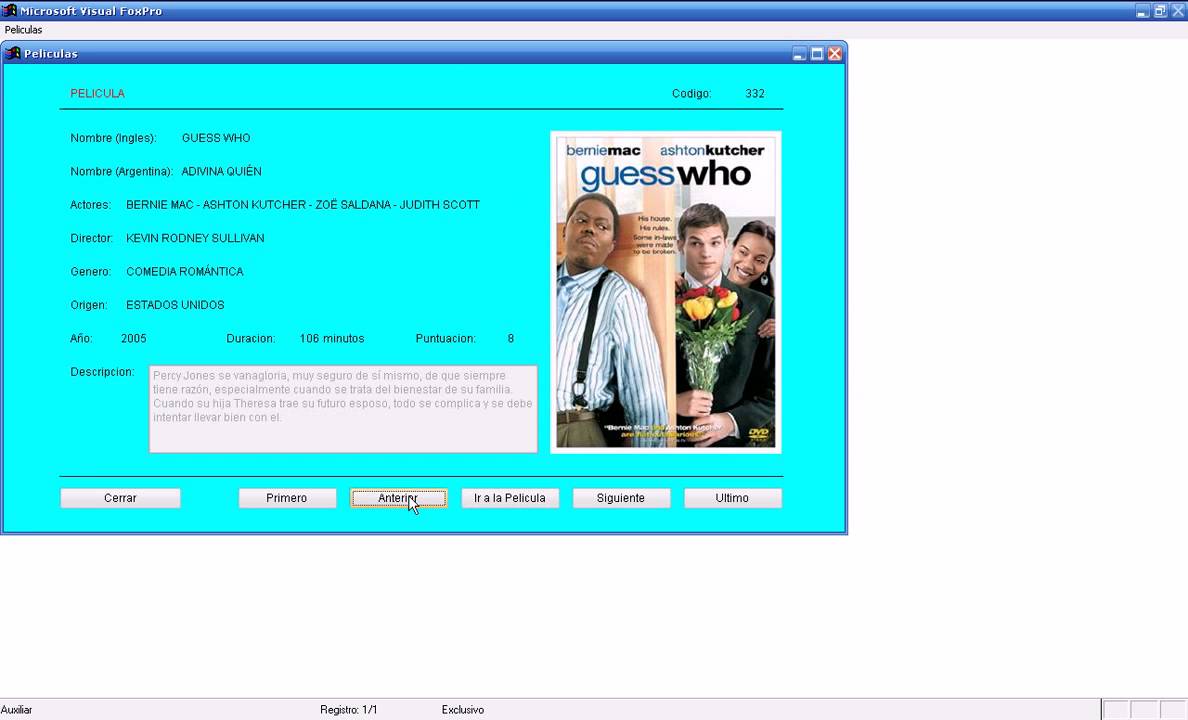 Microsoft Visual FoxPro
Peliculas
Peliculas
PELICULA
Codigo: 332
Nombre (Ingles): GUESS WHO
Nombre (Argentina): ADIVINA QUIÉN
Actores: BERNIE MAC - ASHTON KUTCHER - ZOË SALDANA - JUDITH SCOTT
Director: KEVIN RODNEY SULLIVAN
Genero: COMEDIA ROMÁNTICA
Origen: ESTADOS UNIDOS
Año: 2005 Duracion: 106 minutos Puntuacion: 8
Descripcion: Percy Jones se vanagloria, muy seguro de sí mismo, de que siempre
tiene razón, especialmente cuando se trata del bienestar de su familia.
Cuando su hija Theresa trae su futuro esposo, todo se complica y se debe
intentar llevar bien con el.
berniemac ashtonkutcher
guesswho
His house.
His rules.
Some in-laws
were made
to be broken.
"Bernie Mac and Ashton Kutcher
are
DVD
Cerrar Primero Anterior Ir a la Pelicula Siguiente Ultimo
Auxiliar Registro: 1/1 Exclusivo